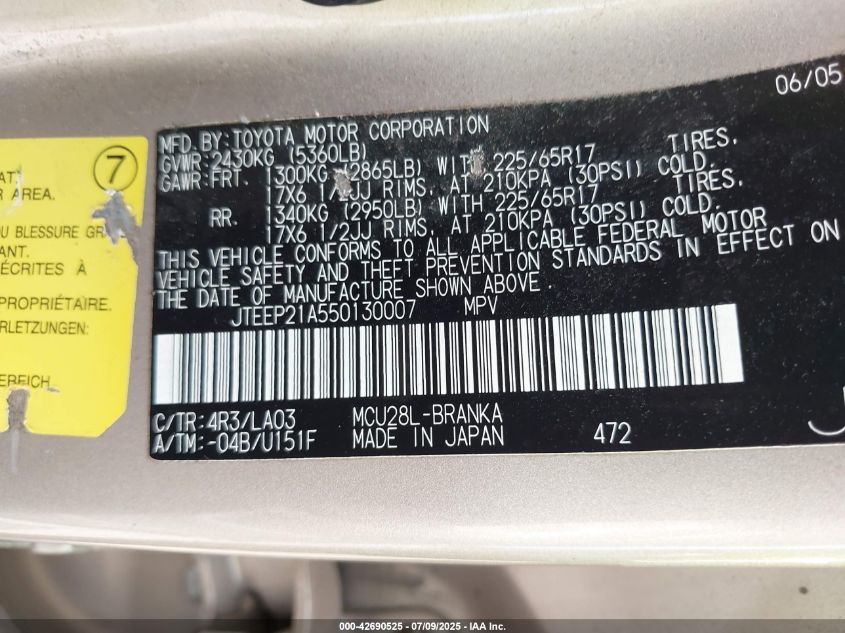 06/05
MFD. BY: TOYOTA MOTOR CORPORATION
GVWR: 2430KG (5360LB)
GAWR: FRT. 1300KG (2865LB) WITH 225/65R17 TIRES.
17X6 1/2JJ RIMS. AT 210KPA (30PSI) COLD.
RR. 1340KG (2950LB) WITH 225/65R17 TIRES.
17X6 1/2JJ RIMS. AT 210KPA (30PSI) COLD.
THIS VEHICLE CONFORMS TO ALL APPLICABLE FEDERAL MOTOR
VEHICLE SAFETY AND THEFT PREVENTION STANDARDS IN EFFECT ON
THE DATE OF MANUFACTURE SHOWN ABOVE.
JTEEP21A550130007 MPV
C/TR: 4R3/LA03 MCU28L-BRANKA
A/TM: -04B/U151F MADE IN JAPAN 472
7
AT.
R AREA.
U BLESSURE GR
ANT.
ÉCRITES À
PROPRIÉTAIRE.
ERLETZUNGEN:
BEREICH
000-42690525 | 07/09/2025 - IAA Inc.